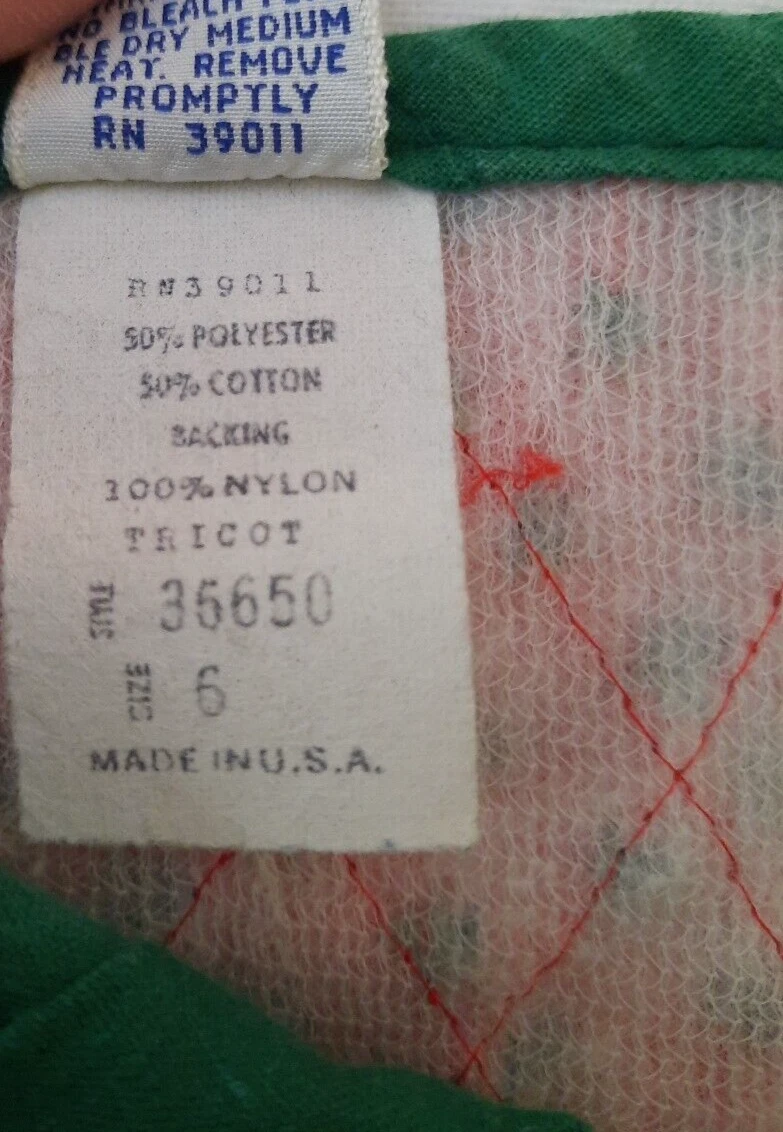 NO BLEACH
BLE DRY MEDIUM
HEAT. REMOVE
PROMPTLY
RN 39011
RN39011
50% POLYESTER
50% COTTON
BACKING
100% NYLON
TRICOT
STYLE 36650
SIZE 6
MADE IN U.S.A.